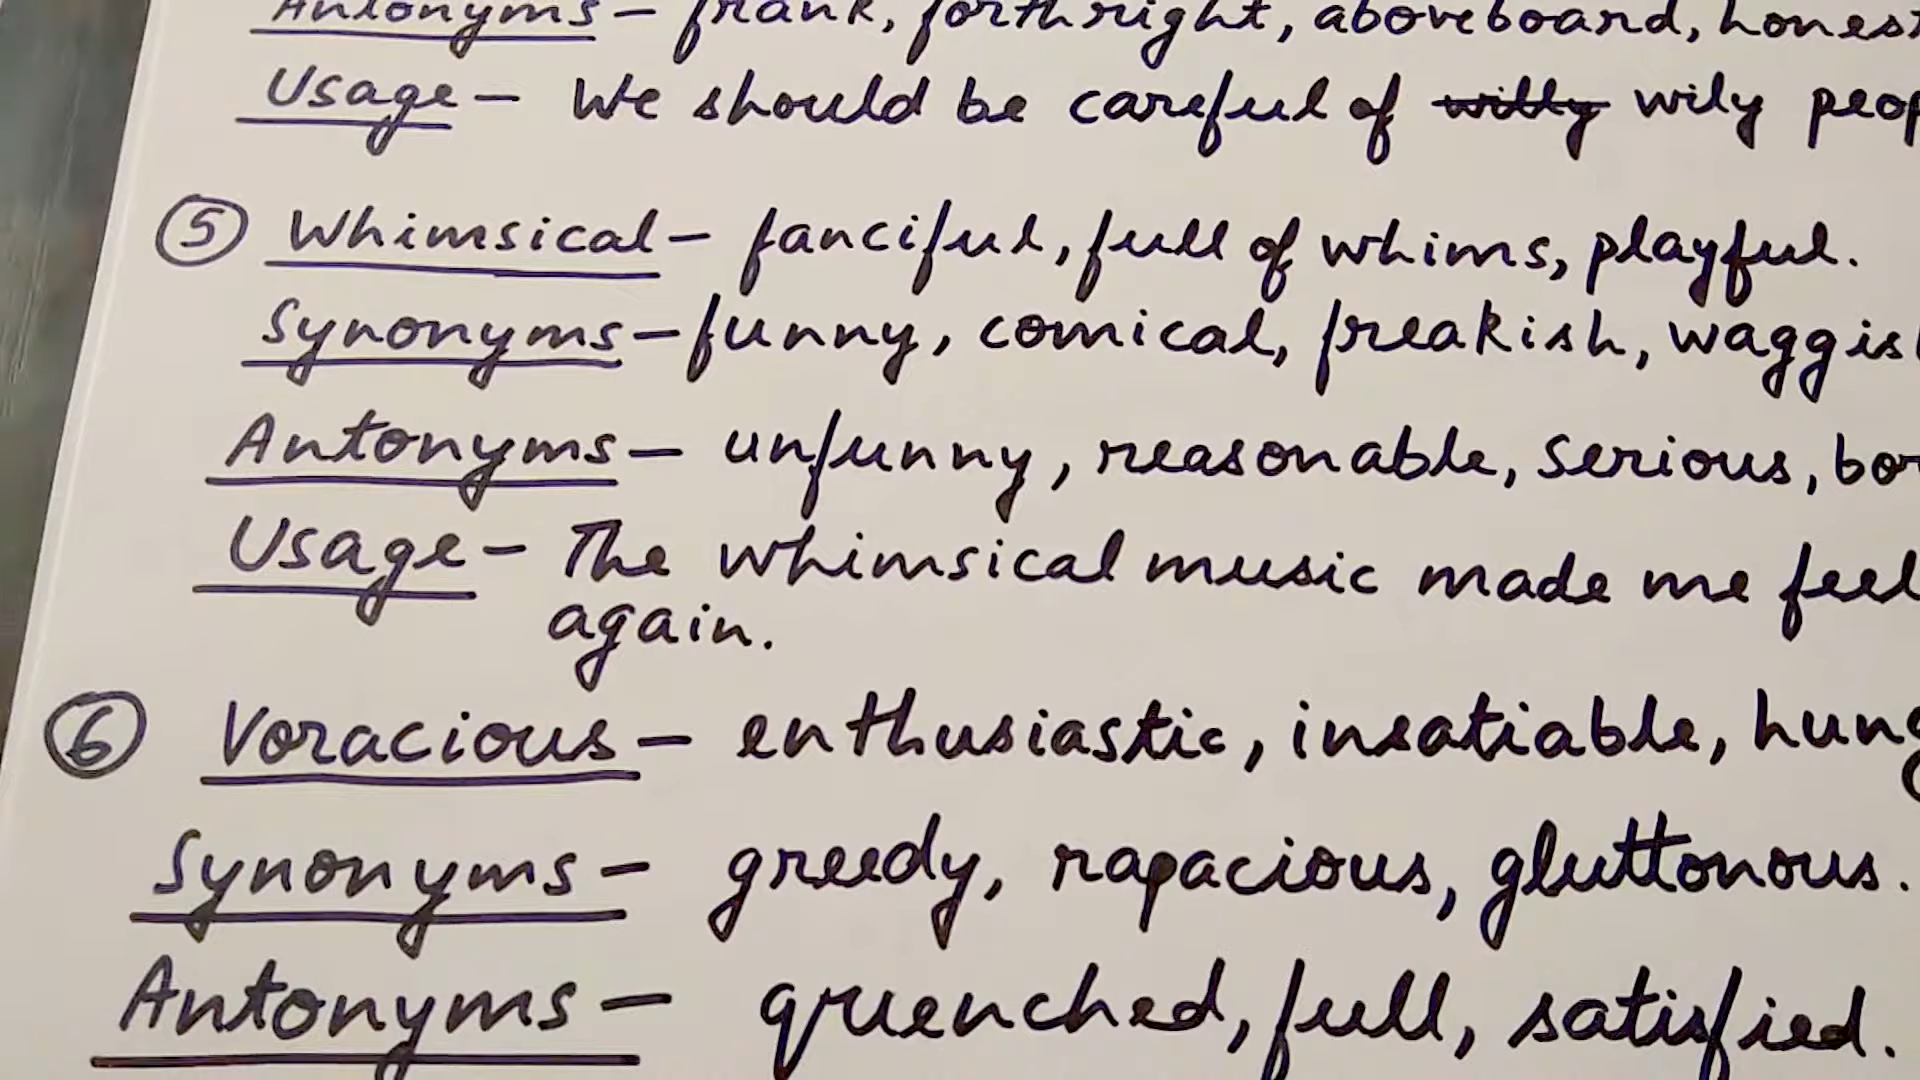 Antonyms - frank, forthright, aboveboard, honest
Usage - We should be careful of witty wily
⑤ Whimsical - fanciful, full of whims, playful.
Synonyms - funny, comical, freakish,
Antonyms - unfunny, reasonable, serious,
Usage - The whimsical music made me feel
again.
⑥ Voracious - enthusiastic, insatiable,
Synonyms - greedy, rapacious, gluttonous.
Antonyms - quenched, full, satisfied.